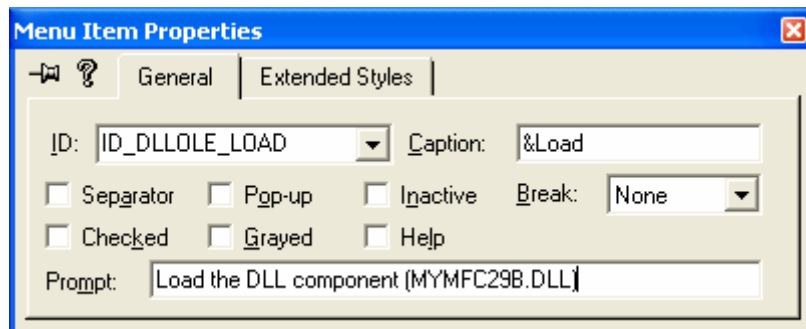 Menu Item Properties
General Extended Styles
ID: ID_DLLOLE_LOAD Caption: &Load
Separator Pop-up Inactive Break: None
Checked Grayed Help
Prompt: Load the DLL component (MYMFC29B.DLL)